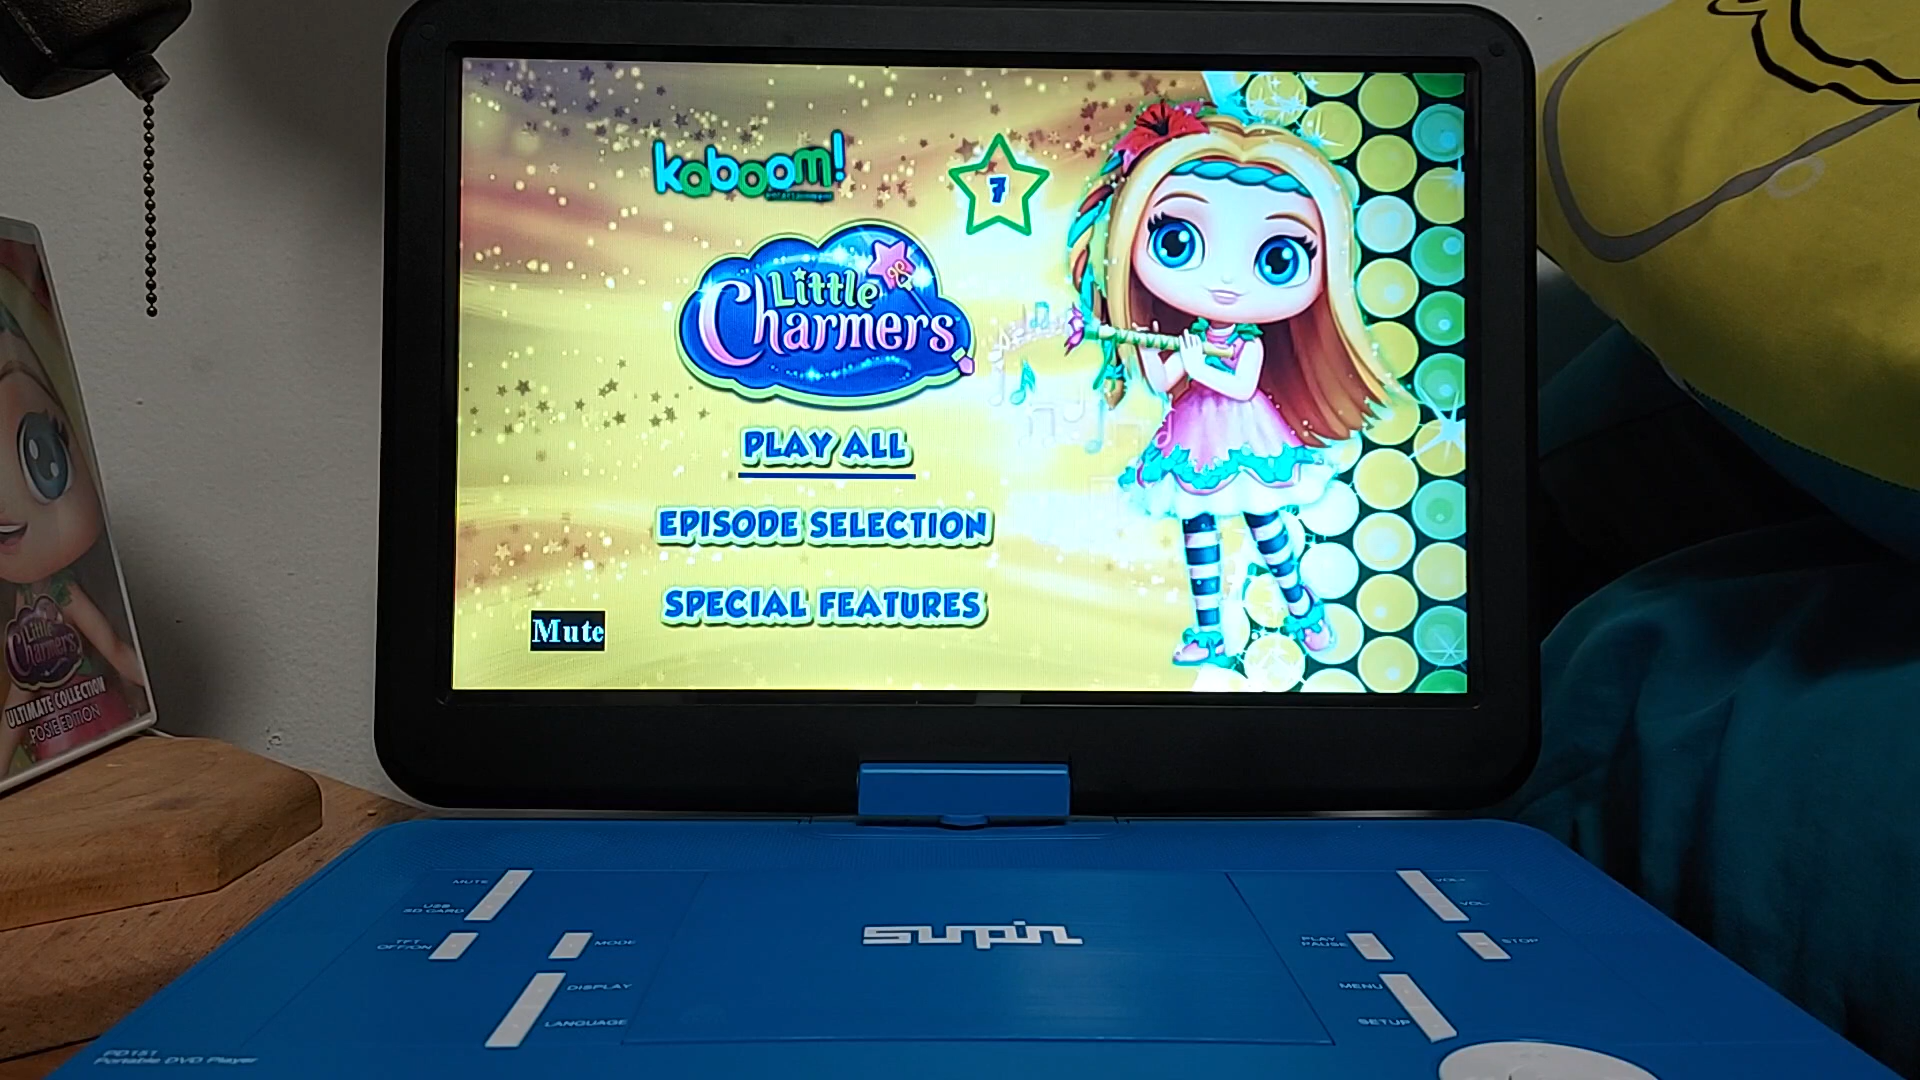 kaboom!
entertainment
7
Little
Charmers
PLAY ALL
EPISODE SELECTION
SPECIAL FEATURES
Mute
Little
Charmers
ULTIMATE COLLECTION
POSIE EDITION
MUTE
USB
SD CARD
TFT
OFF/ON
MODE
DISPLAY
LANGUAGE
PD151
Portable DVD Player
sunpin
VOL+
VOL-
PLAY
PAUSE
STOP
MENU
SETUP